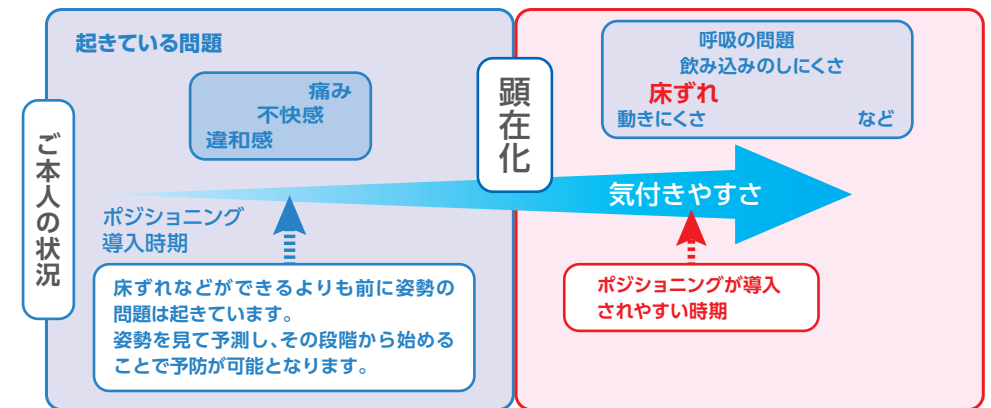 ご本人の状況
起きている問題
痛み
不快感
違和感
顕在化
呼吸の問題
飲み込みのしにくさ
床ずれ
動きにくさ など
気付きやすさ
ポジショニング
導入時期
床ずれなどができるよりも前に姿勢の
問題は起きています。
姿勢を見て予測し、その段階から始める
ことで予防が可能となります。
ポジショニングが導入
されやすい時期